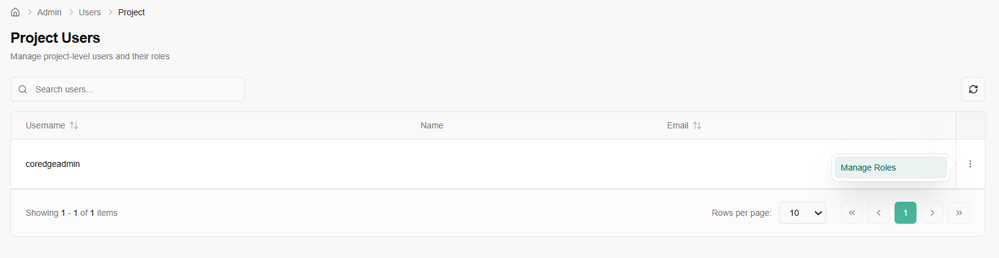 Admin > Users > Project
Project Users
Manage project-level users and their roles
Search users...
Username Name Email
coredgeadmin
Manage Roles
Showing 1 - 1 of 1 items Rows per page: 10 « ‹ 1 › »